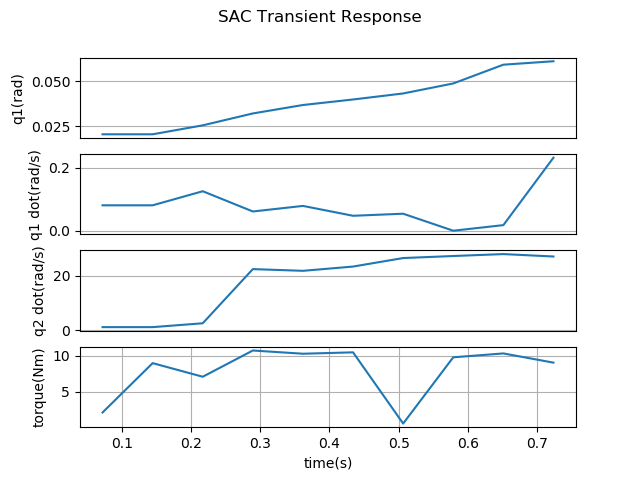 SAC Transient Response
q1(rad)
0.050
0.025
q1 dot(rad/s)
0.2
0.0
q2 dot(rad/s)
20
0
torque(Nm)
10
5
0.1 0.2 0.3 0.4 0.5 0.6 0.7
time(s)